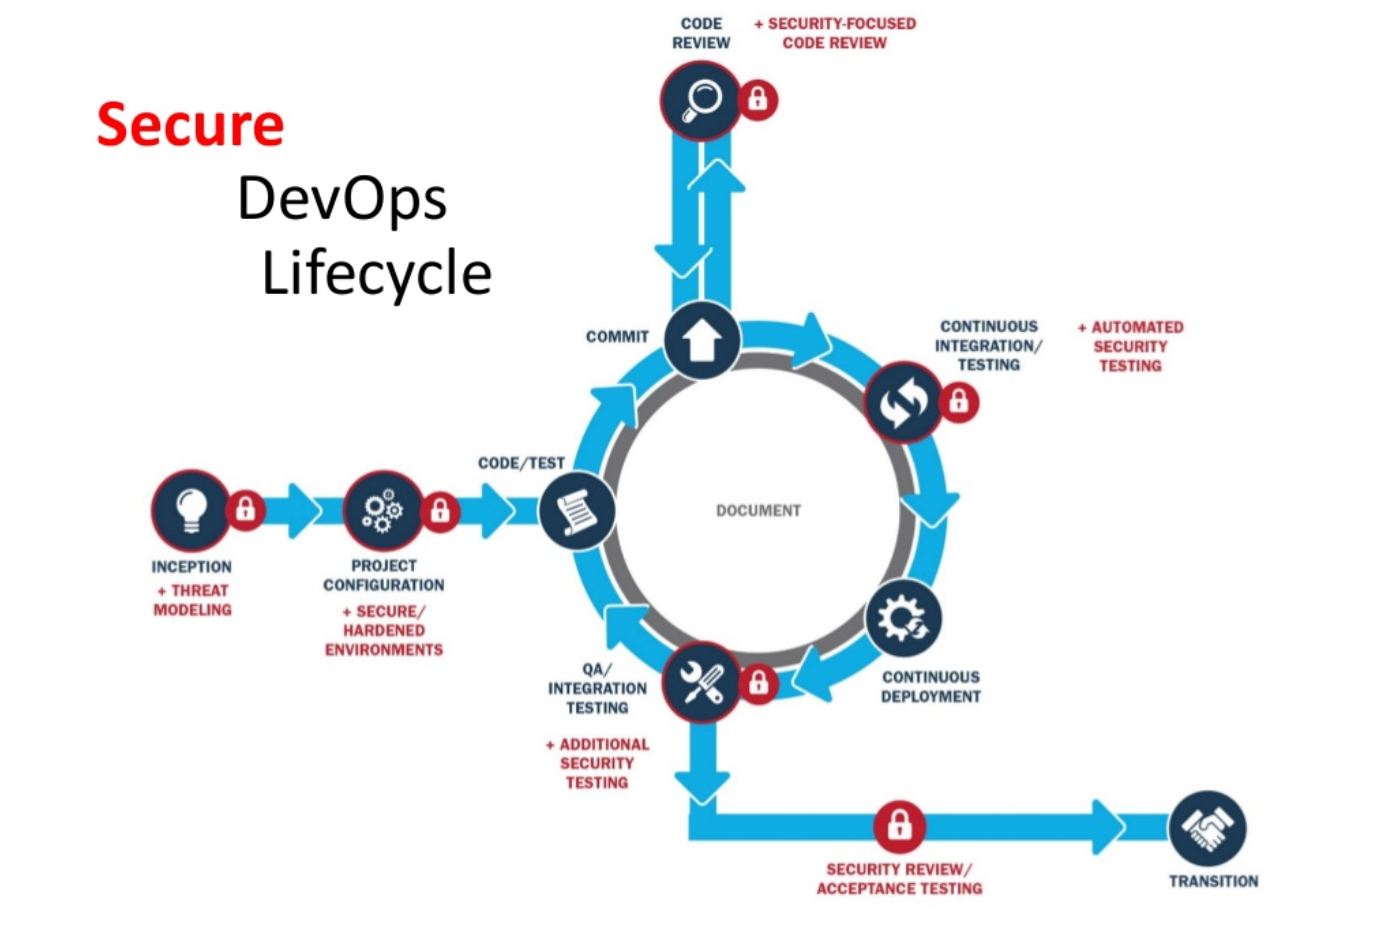 Secure
DevOps
Lifecycle
CODE
REVIEW
+ SECURITY-FOCUSED
CODE REVIEW
COMMIT
CONTINUOUS
INTEGRATION/
TESTING
+ AUTOMATED
SECURITY
TESTING
CODE/TEST
DOCUMENT
INCEPTION
+ THREAT
MODELING
PROJECT
CONFIGURATION
+ SECURE/
HARDENED
ENVIRONMENTS
QA/
INTEGRATION
TESTING
+ ADDITIONAL
SECURITY
TESTING
CONTINUOUS
DEPLOYMENT
SECURITY REVIEW/
ACCEPTANCE TESTING
TRANSITION